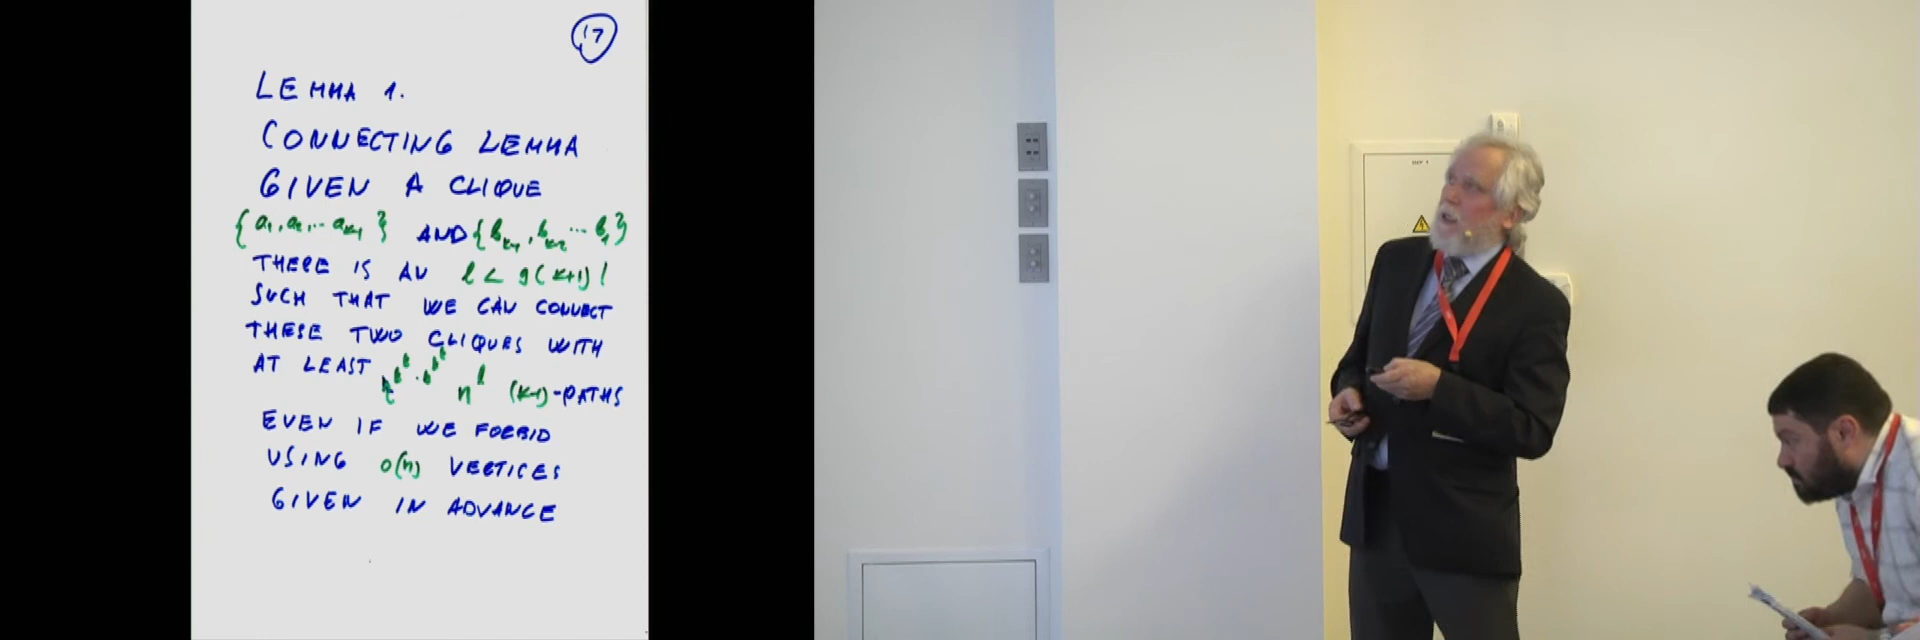 17
LEMMA 1.
CONNECTING LEMMA
GIVEN A CLIQUE
{a₁, a₂, ... aₖ₋₁} AND {bₖ₋₁, bₖ₋₂ ... b₁}
THERE IS AN l < g(k+1)!
SUCH THAT WE CAN CONNECT
THESE TWO CLIQUES WITH
AT LEAST nˡ (k-1)-PATHS
EVEN IF WE FORBID
USING o(n) VERTICES
GIVEN IN ADVANCE